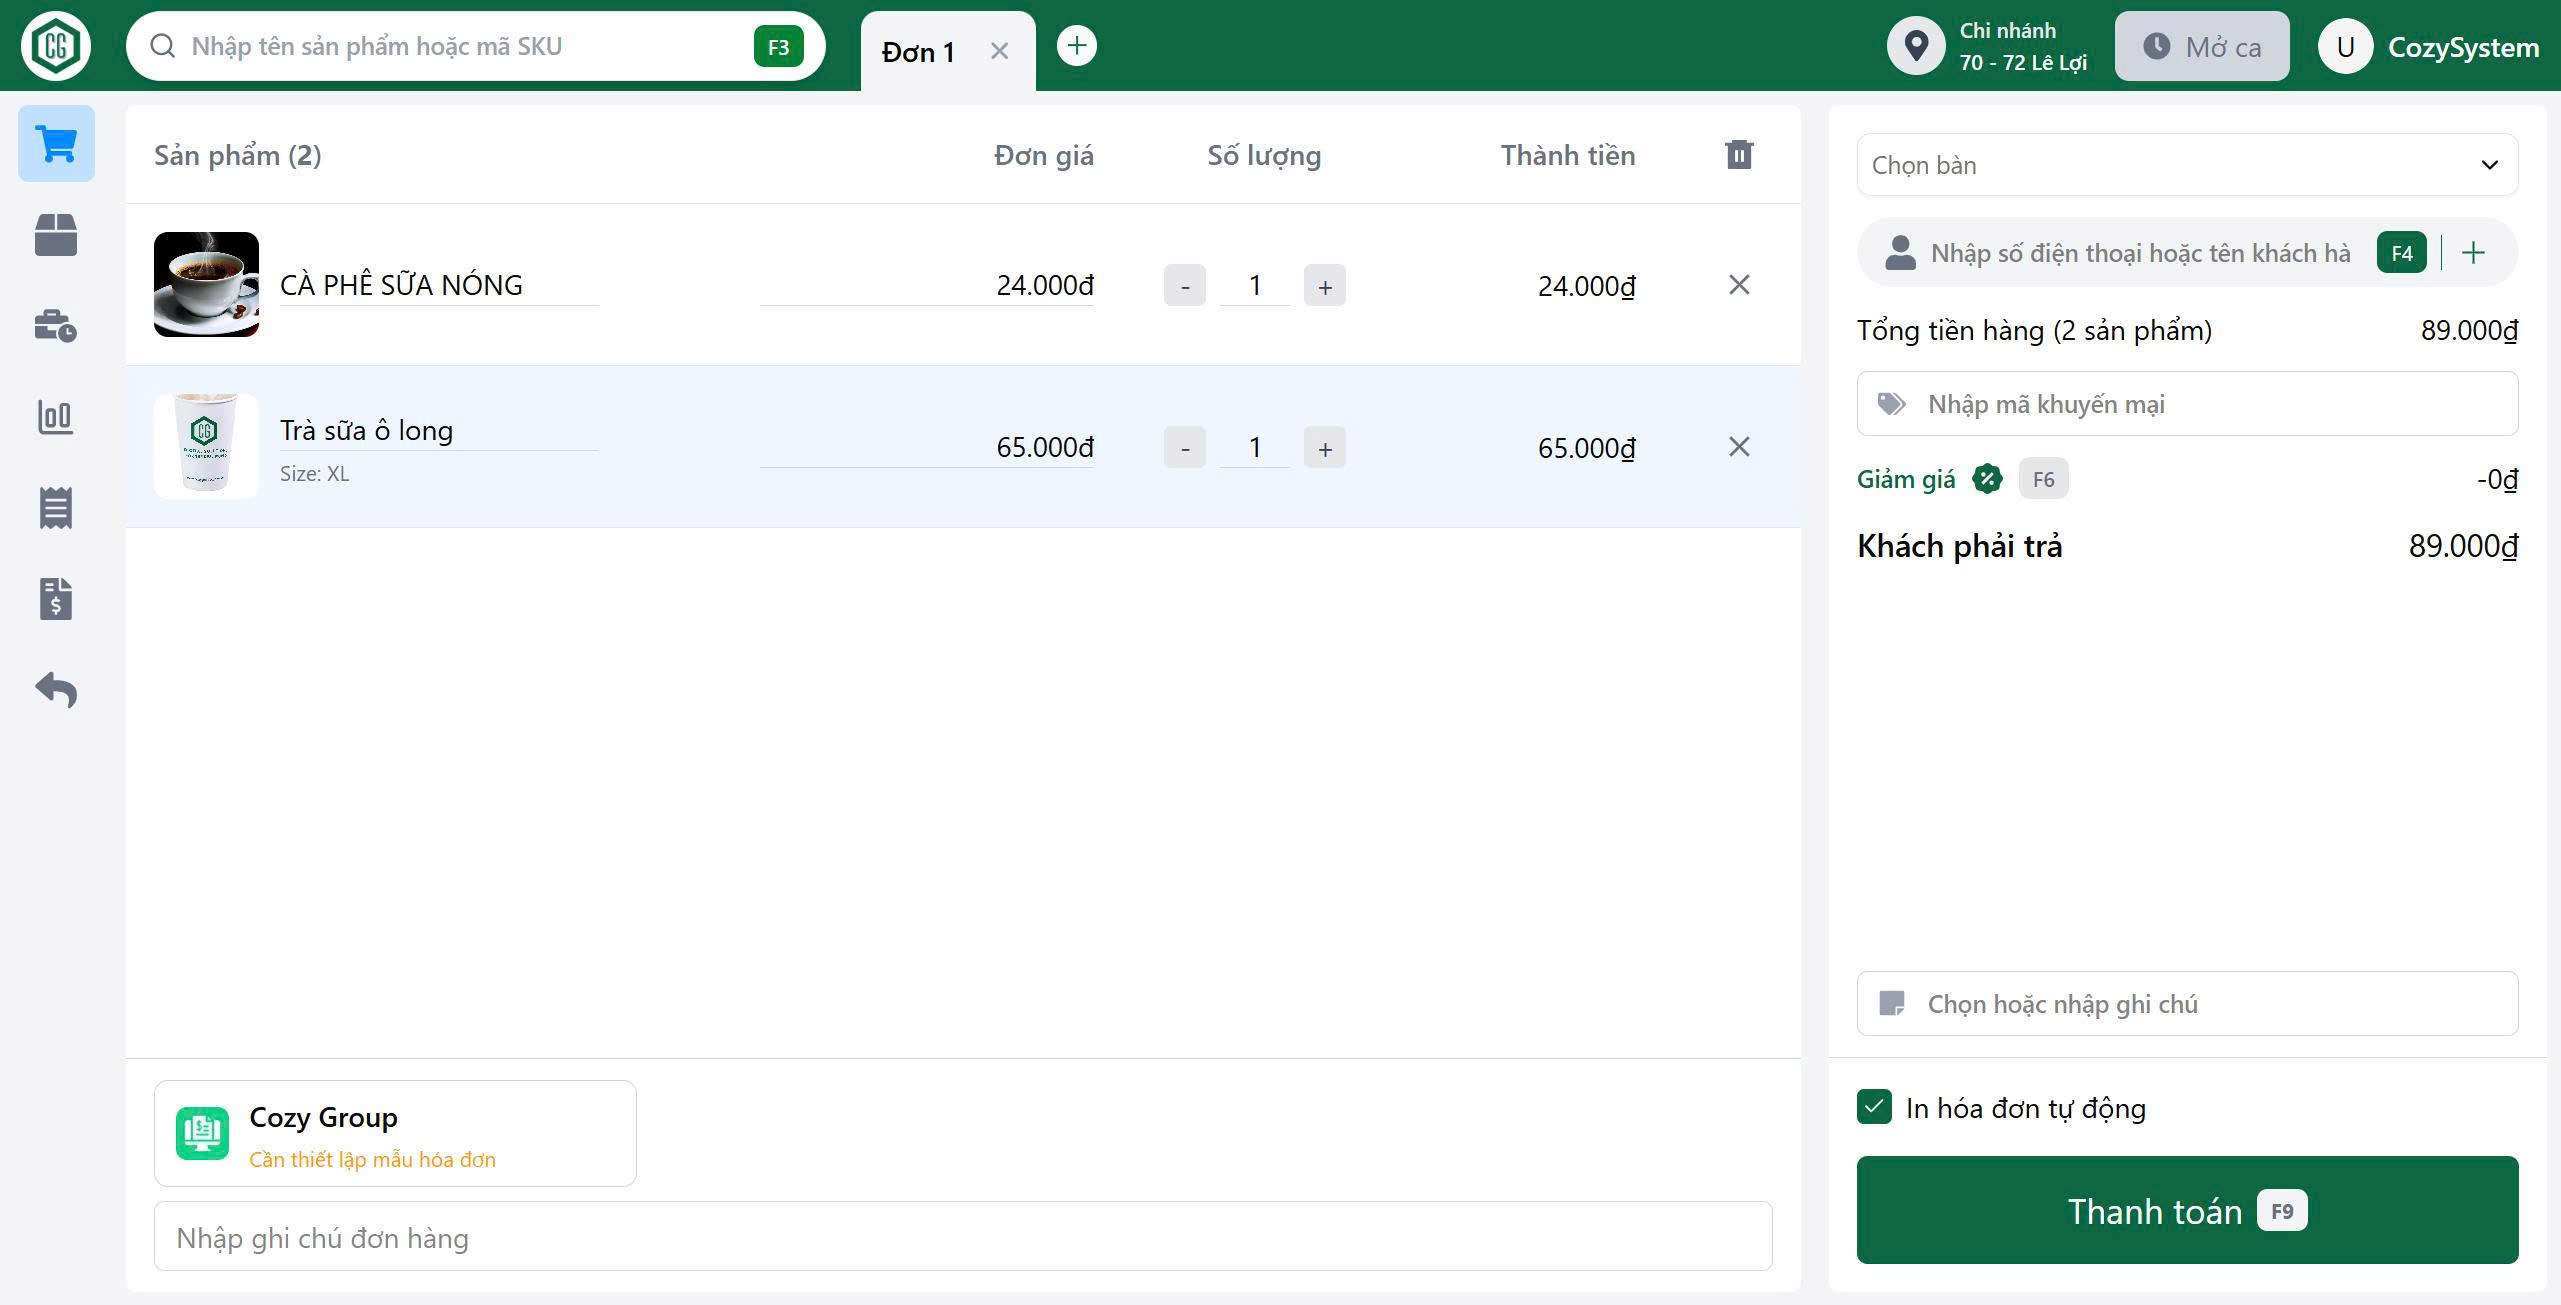 CG
Nhập tên sản phẩm hoặc mã SKU
F3
Đơn 1
Chi nhánh
70 - 72 Lê Lợi
Mở ca
U
CozySystem
Sản phẩm (2)
Đơn giá
Số lượng
Thành tiền
CÀ PHÊ SỮA NÓNG
24.000đ
-
1
+
24.000₫
CG
Trà sữa ô long
Size: XL
65.000đ
-
1
+
65.000₫
Cozy Group
Cần thiết lập mẫu hóa đơn
Nhập ghi chú đơn hàng
Chọn bàn
Nhập số điện thoại hoặc tên khách hà
F4
Tổng tiền hàng (2 sản phẩm)
89.000₫
Nhập mã khuyến mại
Giảm giá
F6
-0₫
Khách phải trả
89.000₫
Chọn hoặc nhập ghi chú
In hóa đơn tự động
Thanh toán F9